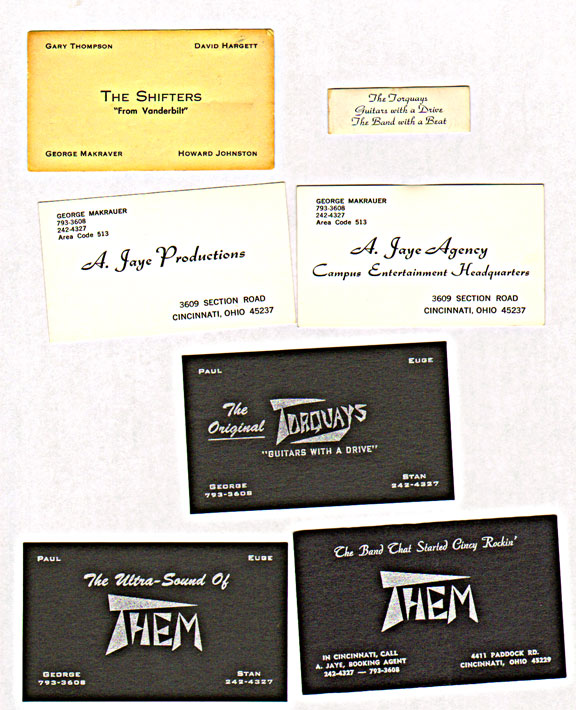 GARY THOMPSON DAVID HARGETT
THE SHIFTERS
"From Vanderbilt"
GEORGE MAKRAVER HOWARD JOHNSTON
The Torquays
Guitars with a Drive
The Band with a Beat
GEORGE MAKRAUER
793-3608
242-4327
Area Code 513
A. Jaye Productions
3609 SECTION ROAD
CINCINNATI, OHIO 45237
GEORGE MAKRAUER
793-3608
242-4327
Area Code 513
A. Jaye Agency
Campus Entertainment Headquarters
3609 SECTION ROAD
CINCINNATI, OHIO 45237
PAUL EUGE
The
Original TORQUAYS
"GUITARS WITH A DRIVE"
GEORGE STAN
793-3608 242-4327
PAUL EUGE
The Ultra-Sound Of
THEM
GEORGE STAN
793-3608 242-4327
The Band That Started Cincy Rockin'
THEM
IN CINCINNATI, CALL 4411 PADDOCK RD.
A. JAYE, BOOKING AGENT CINCINNATI, OHIO 45229
242-4327 — 793-3608